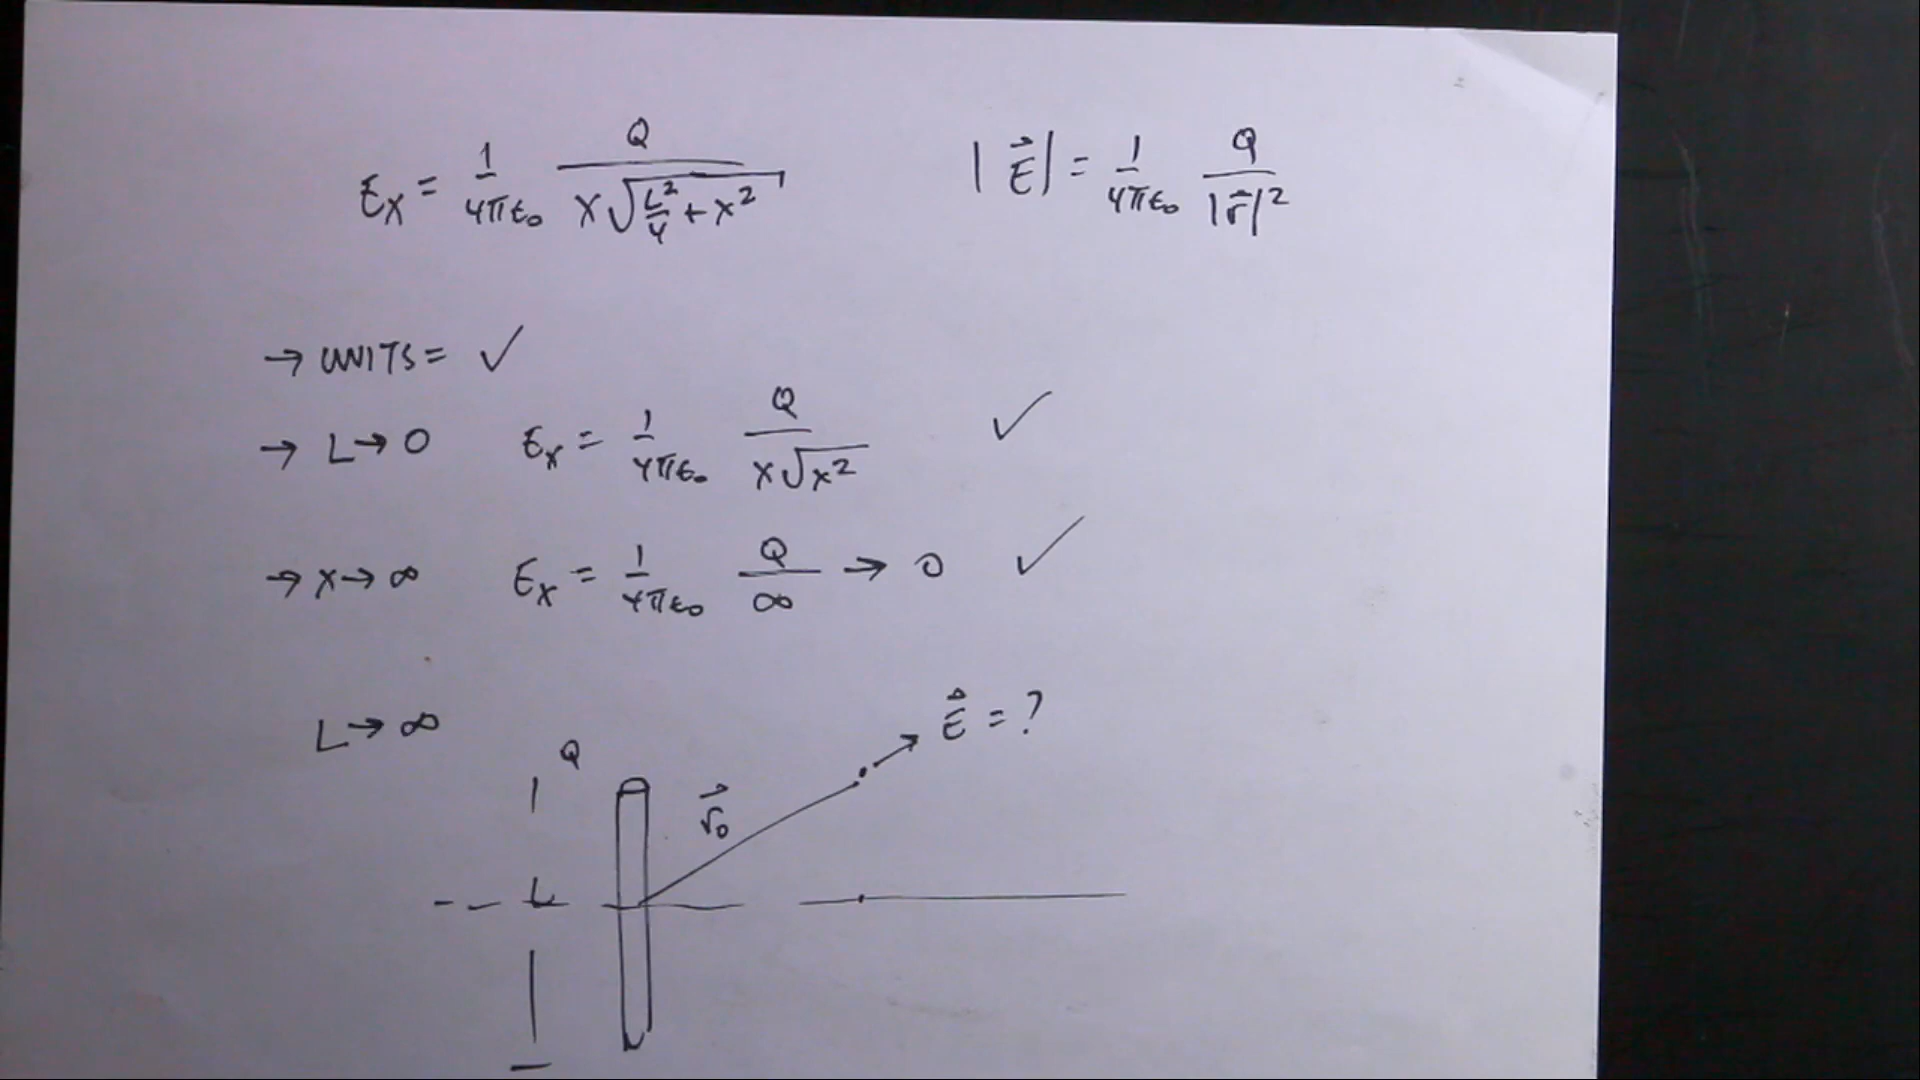 Ex = 1/4πε₀ Q/x√(L²/4 + x²)
|E⃗| = 1/4πε₀ Q/|r⃗|²
→ UNITS = ✓
→ L → 0 Ex = 1/4πε₀ Q/x√x² ✓
→ x → ∞ Ex = 1/4πε₀ Q/∞ → 0 ✓
L → ∞
E⃗ = ?
Q
r⃗₀
L